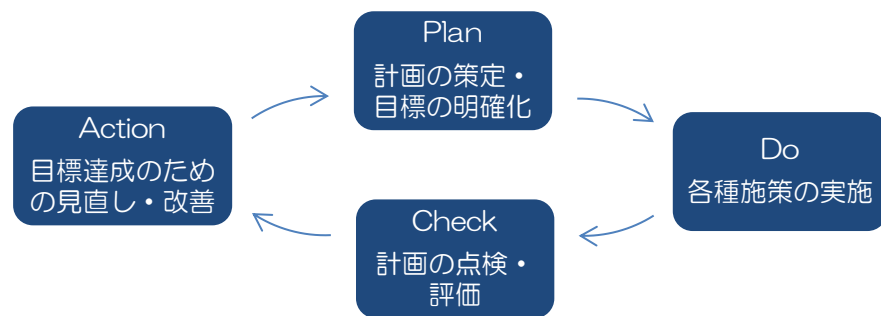 Plan
計画の策定・
目標の明確化
Do
各種施策の実施
Check
計画の点検・
評価
Action
目標達成のため
の見直し・改善